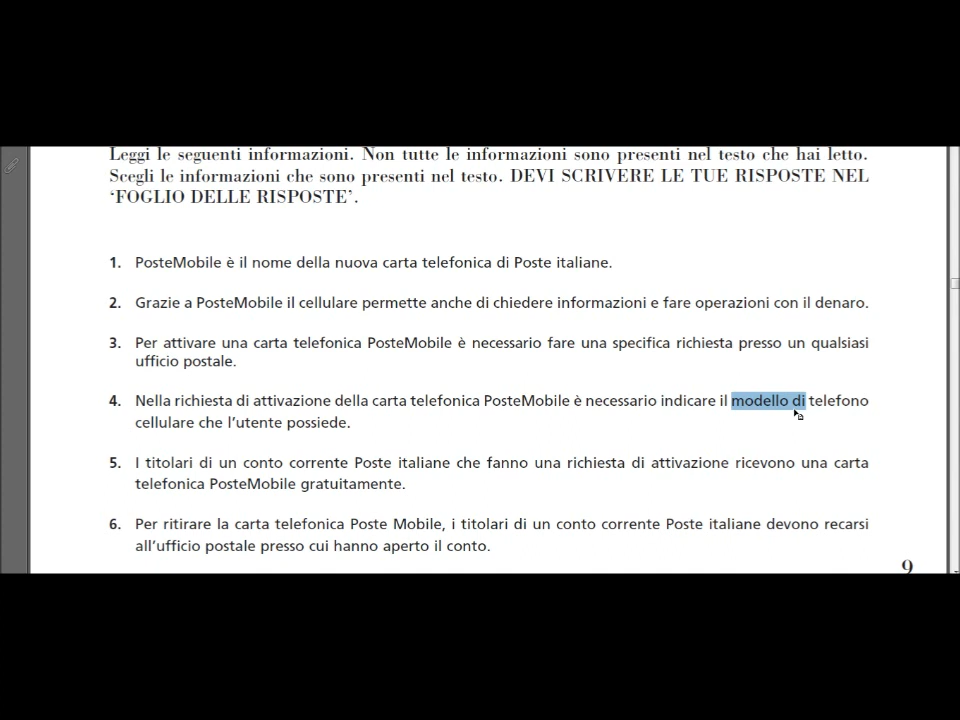 Leggi le seguenti informazioni. Non tutte le informazioni sono presenti nel testo che hai letto.
Scegli le informazioni che sono presenti nel testo. DEVI SCRIVERE LE TUE RISPOSTE NEL
‘FOGLIO DELLE RISPOSTE’.
1. PosteMobile è il nome della nuova carta telefonica di Poste italiane.
2. Grazie a PosteMobile il cellulare permette anche di chiedere informazioni e fare operazioni con il denaro.
3. Per attivare una carta telefonica PosteMobile è necessario fare una specifica richiesta presso un qualsiasi
ufficio postale.
4. Nella richiesta di attivazione della carta telefonica PosteMobile è necessario indicare il modello di telefono
cellulare che l’utente possiede.
5. I titolari di un conto corrente Poste italiane che fanno una richiesta di attivazione ricevono una carta
telefonica PosteMobile gratuitamente.
6. Per ritirare la carta telefonica Poste Mobile, i titolari di un conto corrente Poste italiane devono recarsi
all’ufficio postale presso cui hanno aperto il conto.
9